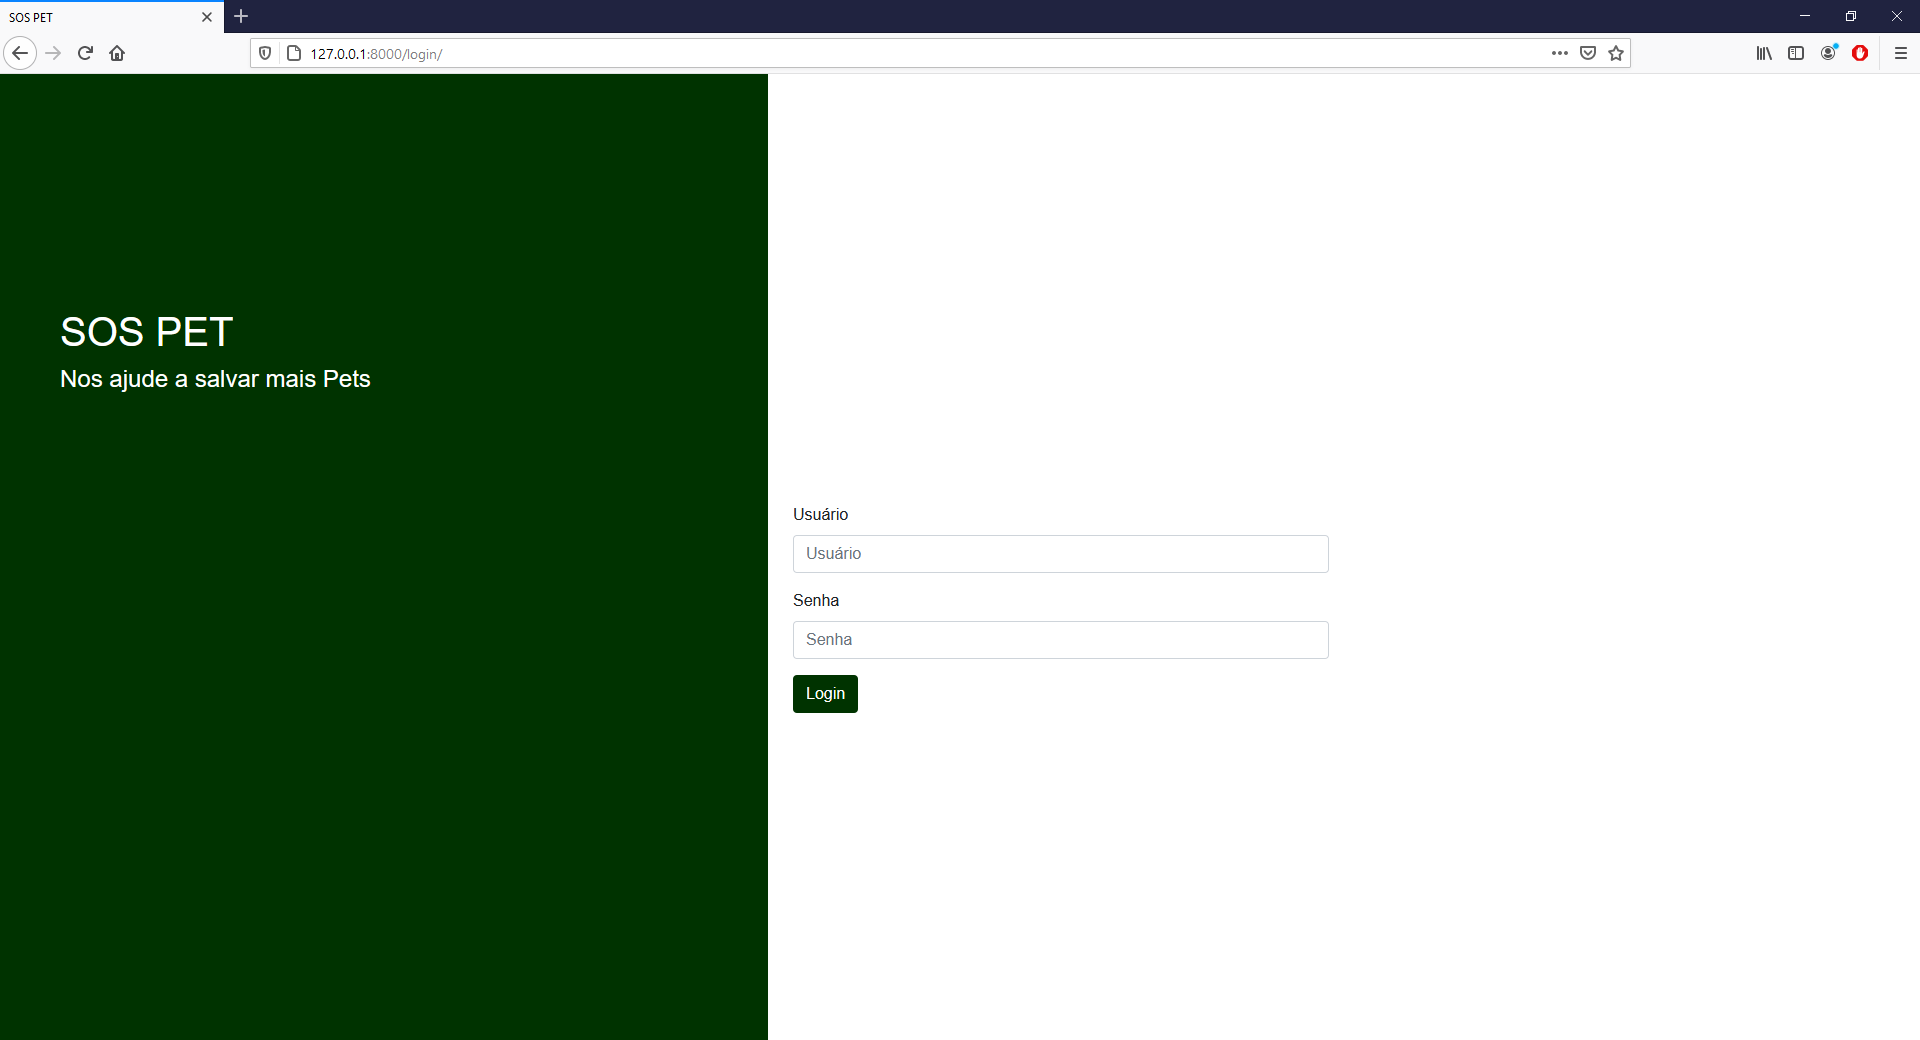 SOS PET
127.0.0.1:8000/login/
SOS PET
Nos ajude a salvar mais Pets
Usuário
Usuário
Senha
Senha
Login